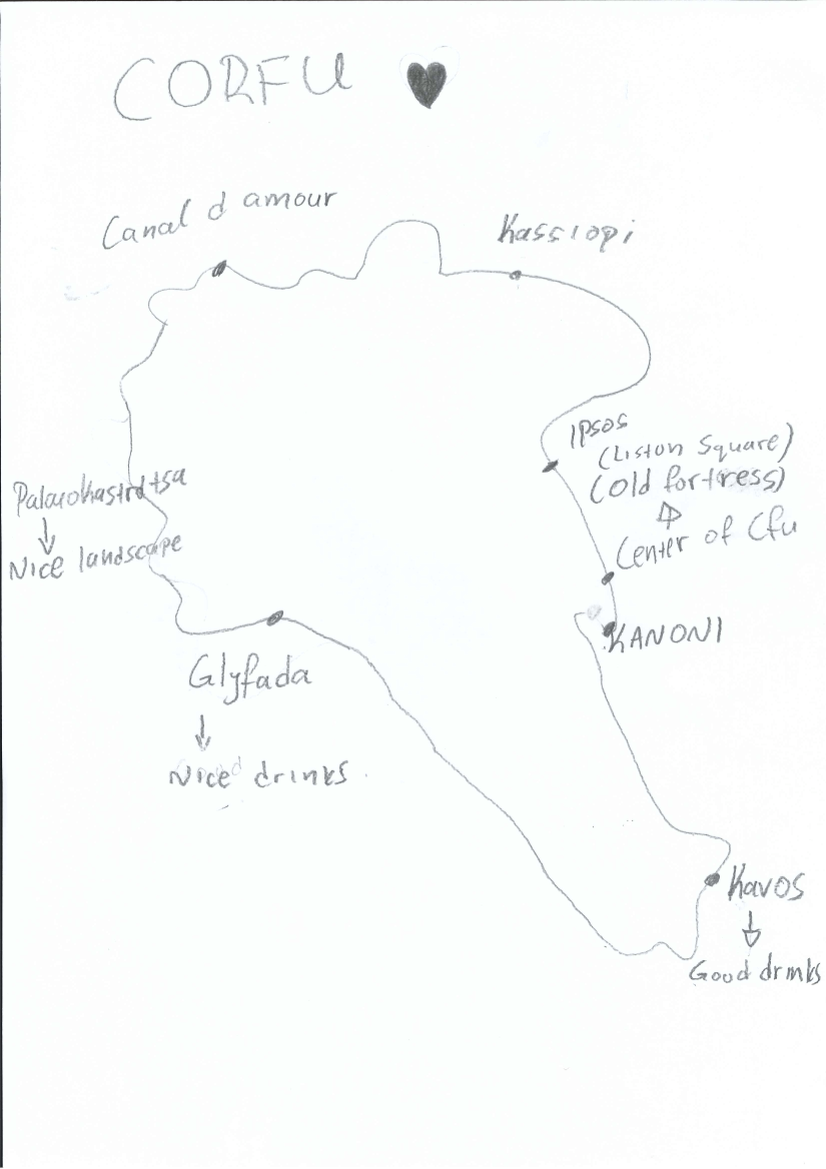 CORFU
Canal d amour
Kassiopi
Ipsos
(Liston Square)
(Old fortress)
Center of Cfu
KANONI
Palaiokastritsa
Nice landscape
Glyfada
Nice drinks
Kavos
Good drinks